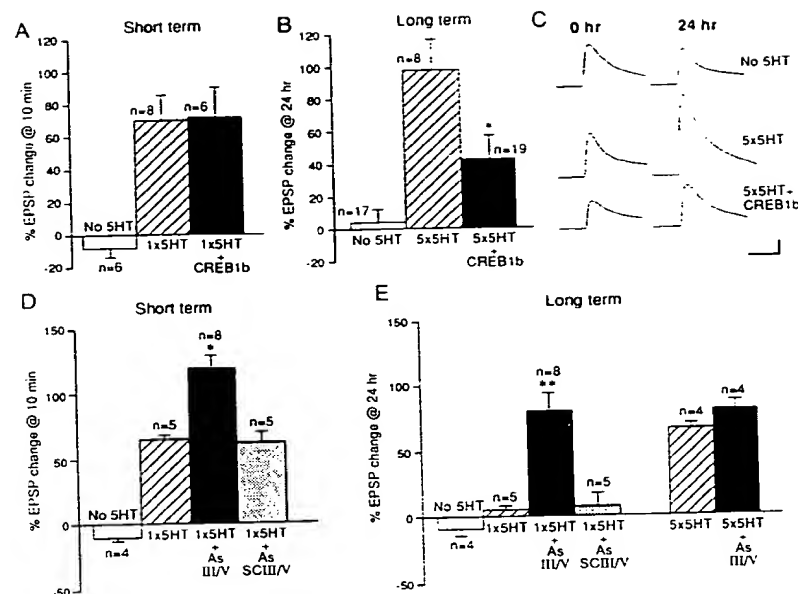 A
Short term
% EPSP change @ 10 min
120
100
80
60
40
20
0
-20
No 5HT
n=6
n=8
n=6
1x5HT
1x5HT
+
CREB1b
B
Long term
% EPSP change @ 24 hr
120
100
80
60
40
20
0
-20
n=17
n=8
*
n=19
No 5HT
5x5HT
5x5HT
+
CREB1b
C
0 hr
24 hr
No 5HT
5x5HT
5x5HT+
CREB1b
D
Short term
% EPSP change @ 10 min
150
100
50
0
-50
No 5HT
n=4
n=5
n=8
*
n=5
1x5HT
1x5HT
+
As
III/V
1x5HT
+
As
SCIII/V
E
Long term
% EPSP change @ 24 hr
150
100
50
0
-50
No 5HT
n=4
n=5
n=8
**
n=5
n=4
n=4
1x5HT
1x5HT
+
As
III/V
1x5HT
+
As
SCIII/V
5x5HT
5x5HT
+
As
III/V